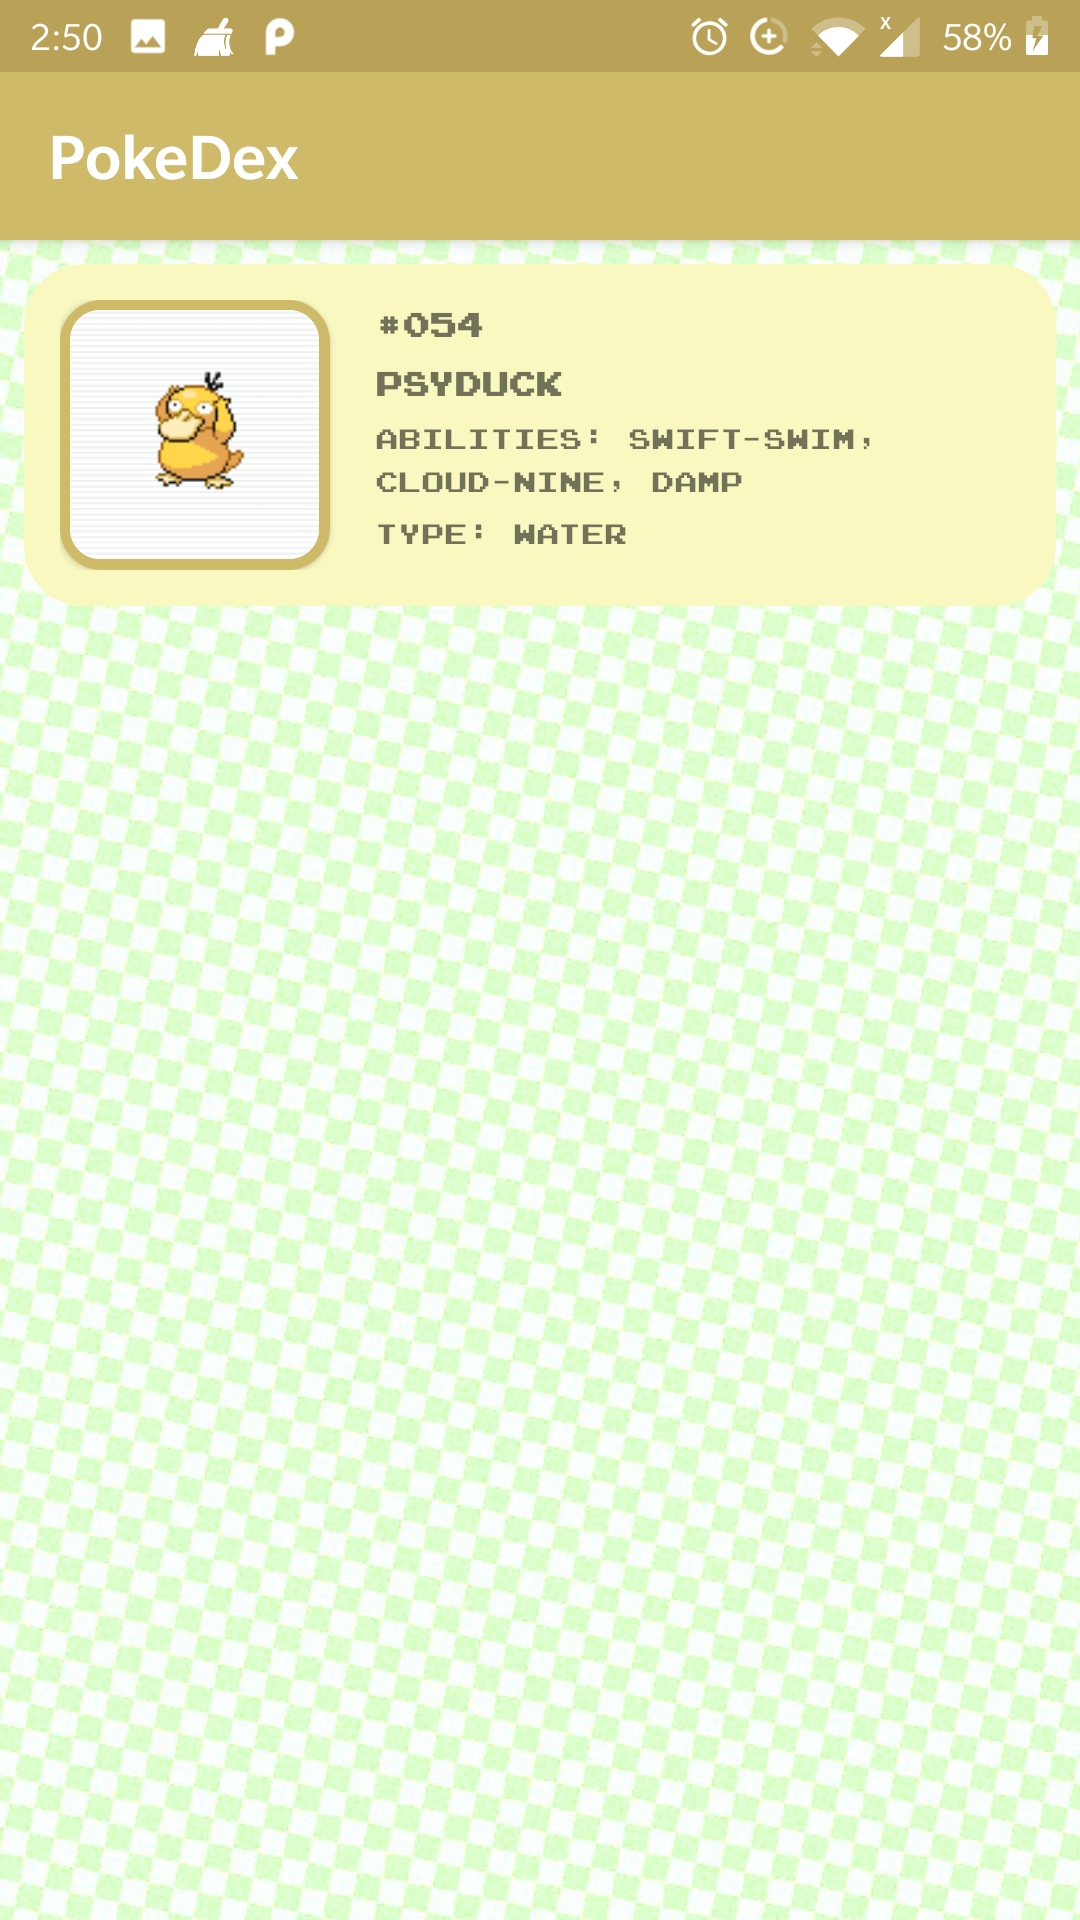 2:50
58%
PokeDex
#054
PSYDUCK
ABILITIES: SWIFT-SWIM,
CLOUD-NINE, DAMP
TYPE: WATER